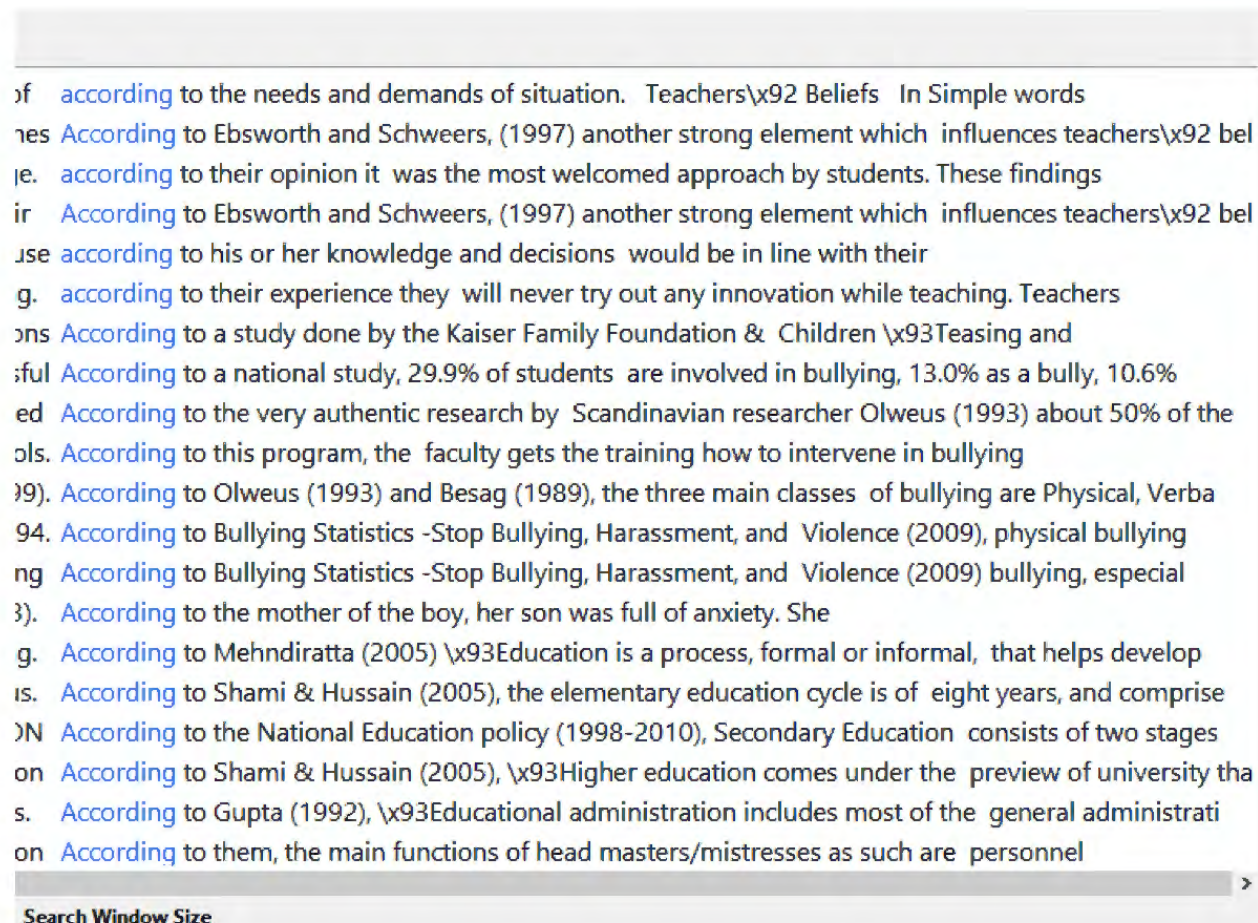 of according to the needs and demands of situation. Teachers\x92 Beliefs In Simple words
nes According to Ebsworth and Schweers, (1997) another strong element which influences teachers\x92 bel
ge. according to their opinion it was the most welcomed approach by students. These findings
ir According to Ebsworth and Schweers, (1997) another strong element which influences teachers\x92 bel
use according to his or her knowledge and decisions would be in line with their
g. according to their experience they will never try out any innovation while teaching. Teachers
ons According to a study done by the Kaiser Family Foundation & Children \x93Teasing and
sful According to a national study, 29.9% of students are involved in bullying, 13.0% as a bully, 10.6%
ed According to the very authentic research by Scandinavian researcher Olweus (1993) about 50% of the
ols. According to this program, the faculty gets the training how to intervene in bullying
99). According to Olweus (1993) and Besag (1989), the three main classes of bullying are Physical, Verba
94. According to Bullying Statistics -Stop Bullying, Harassment, and Violence (2009), physical bullying
ng According to Bullying Statistics -Stop Bullying, Harassment, and Violence (2009) bullying, especial
3). According to the mother of the boy, her son was full of anxiety. She
g. According to Mehndiratta (2005) \x93Education is a process, formal or informal, that helps develop
us. According to Shami & Hussain (2005), the elementary education cycle is of eight years, and comprise
ON According to the National Education policy (1998-2010), Secondary Education consists of two stages
on According to Shami & Hussain (2005), \x93Higher education comes under the preview of university tha
s. According to Gupta (1992), \x93Educational administration includes most of the general administrati
on According to them, the main functions of head masters/mistresses as such are personnel
Search Window Size